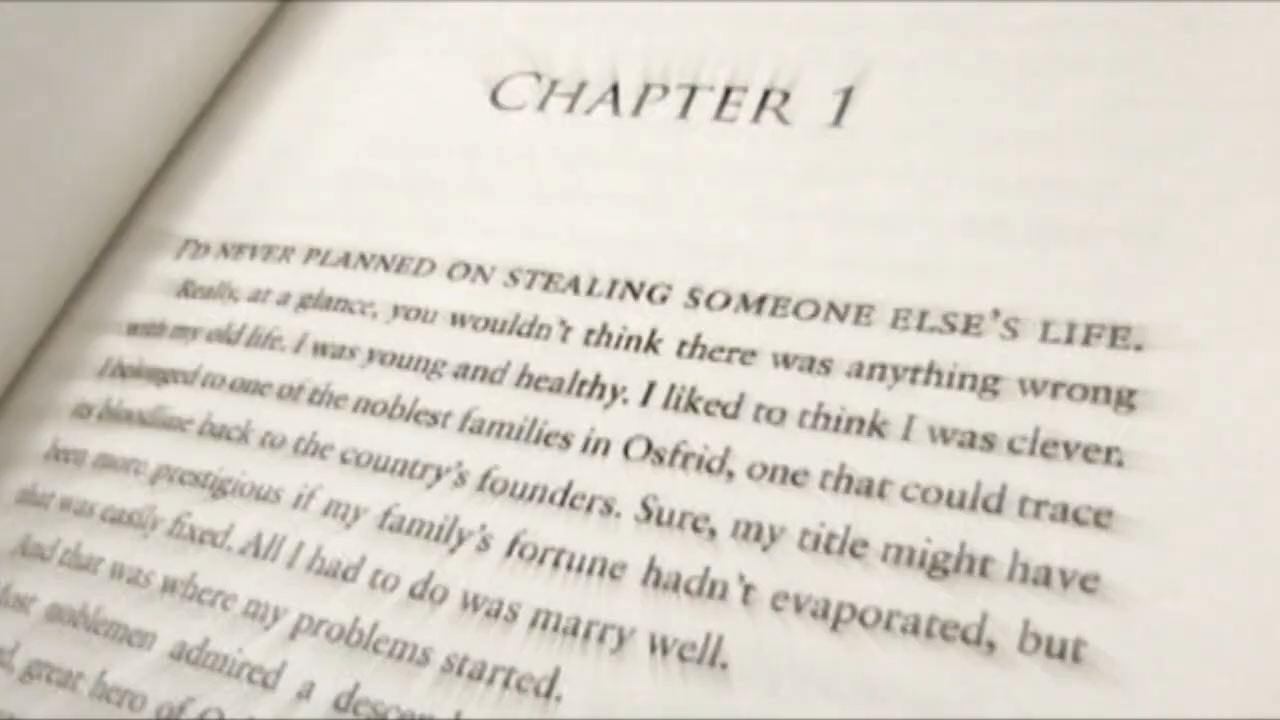 CHAPTER 1
I'D NEVER PLANNED ON STEALING SOMEONE ELSE'S LIFE.
Really, at a glance, you wouldn't think there was anything wrong
with my old life. I was young and healthy. I liked to think I was clever.
I belonged to one of the noblest families in Osfrid, one that could trace
its bloodline back to the country's founders. Sure, my title might have
been more prestigious if my family's fortune hadn't evaporated, but
that was easily fixed. All I had to do was marry well.
And that was where my problems started.
noblemen admired a
great hero of